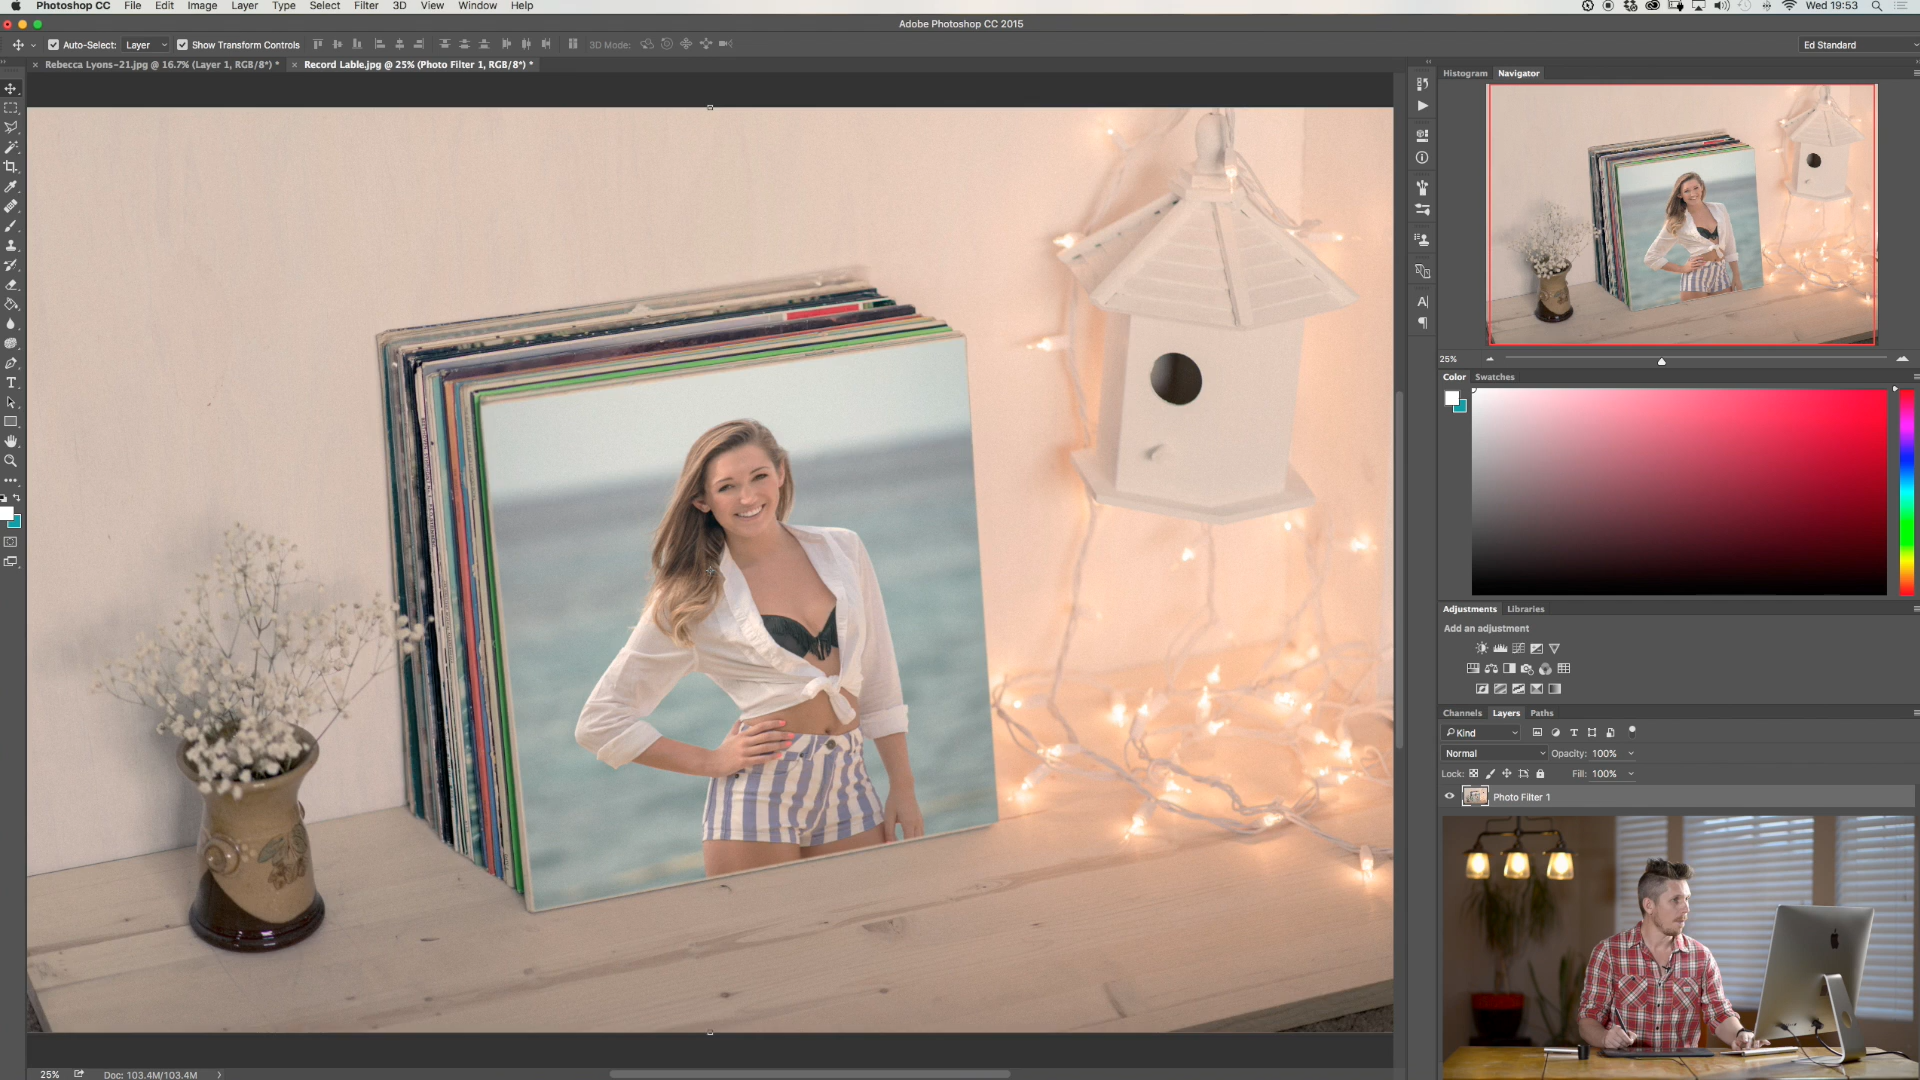 Photoshop CC File Edit Image Layer Type Select Filter 3D View Window Help
Wed 19:53
Adobe Photoshop CC 2015
Auto-Select: Layer Show Transform Controls
3D Mode:
Ed Standard
Rebecca Lyons-21.jpg @ 16.7% (Layer 1, RGB/8*) *
Record Lable.jpg @ 25% (Photo Filter 1, RGB/8*) *
Histogram Navigator
25%
Color Swatches
Adjustments Libraries
Add an adjustment
Channels Layers Paths
Kind
Normal Opacity: 100%
Lock: Fill: 100%
Photo Filter 1
25% Doc: 103.4M/103.4M